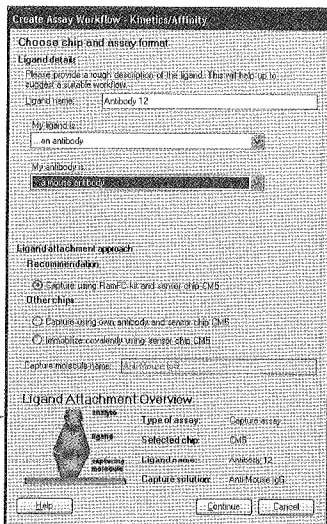 Create Assay Workflow - Kinetics/Affinity
Choose chip and assay format
Ligand details
Please provide a rough description of the ligand. This will help up to
suggest a suitable workflow.
Ligand name: Antibody 12
My ligand is
...an antibody
My antibody is
...a mouse antibody
Ligand attachment approach
Recommendation
Capture using RamFC kit and sensor chip CM5
Other chips
Capture using own antibody and sensor chip CM5
Immobilize covalently using sensor chip CM5
Capture molecule name: Anti Mouse IgG
Ligand Attachment Overview
analyte
ligand
capturing
molecule
Type of assay: Capture assay
Selected chip: CM5
Ligand name: Antibody 12
Capture solution: Anti Mouse IgG
Help
Continue
Cancel